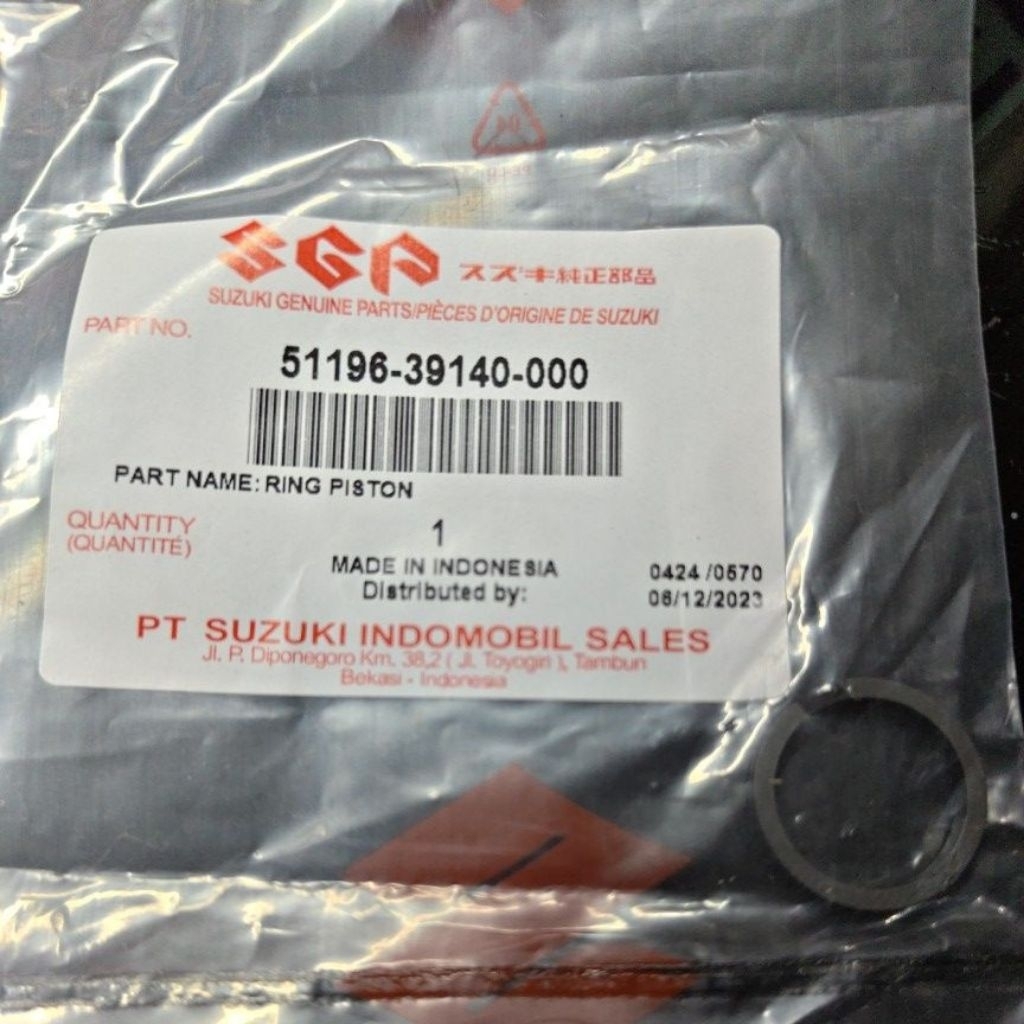 SGP スズキ純正部品
SUZUKI GENUINE PARTS/PIÈCES D'ORIGINE DE SUZUKI
PART NO.
51196-39140-000
PART NAME: RING PISTON
QUANTITY 1
(QUANTITÉ)
MADE IN INDONESIA 0424 /0570
Distributed by: 06/12/2023
PT SUZUKI INDOMOBIL SALES
Jl. P. Diponegoro Km. 38,2 ( Jl. Toyogiri ), Tambun
Bekasi - Indonesia